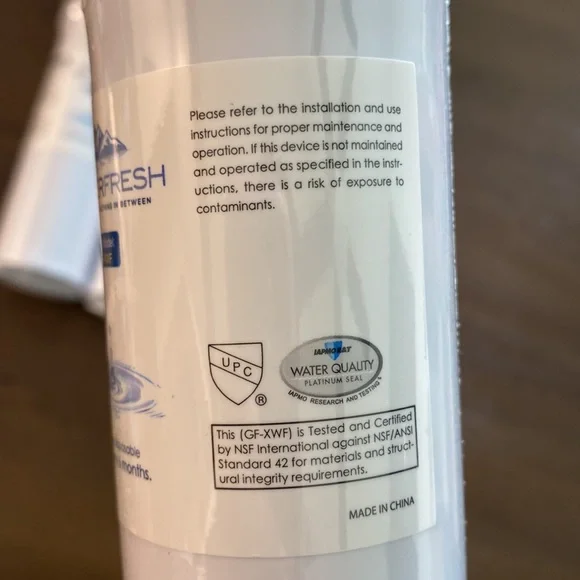 Please refer to the installation and use
instructions for proper maintenance and
operation. If this device is not maintained
and operated as specified in the instr-
uctions, there is a risk of exposure to
contaminants.
RFRESH
IN BETWEEN
UPC
®
IAPMO R&T
WATER QUALITY
PLATINUM SEAL
IAPMO RESEARCH AND TESTING
This (GF-XWF) is Tested and Certified
by NSF International against NSF/ANSI
Standard 42 for materials and struct-
ural integrity requirements.
months.
MADE IN CHINA